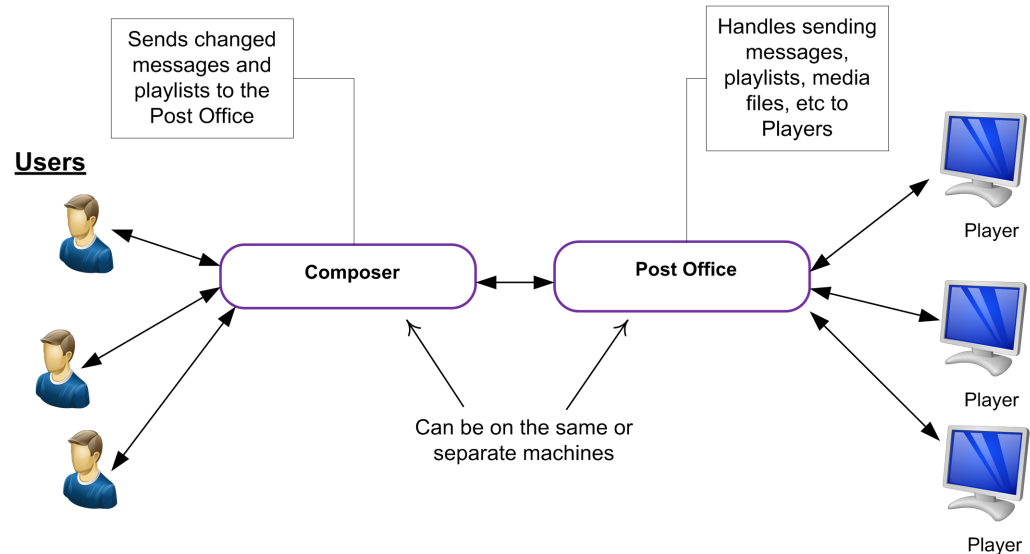 Sends changed
messages and
playlists to the
Post Office
Handles sending
messages,
playlists, media
files, etc to
Players
Users
Composer
Post Office
Player
Player
Can be on the same or
separate machines
Player